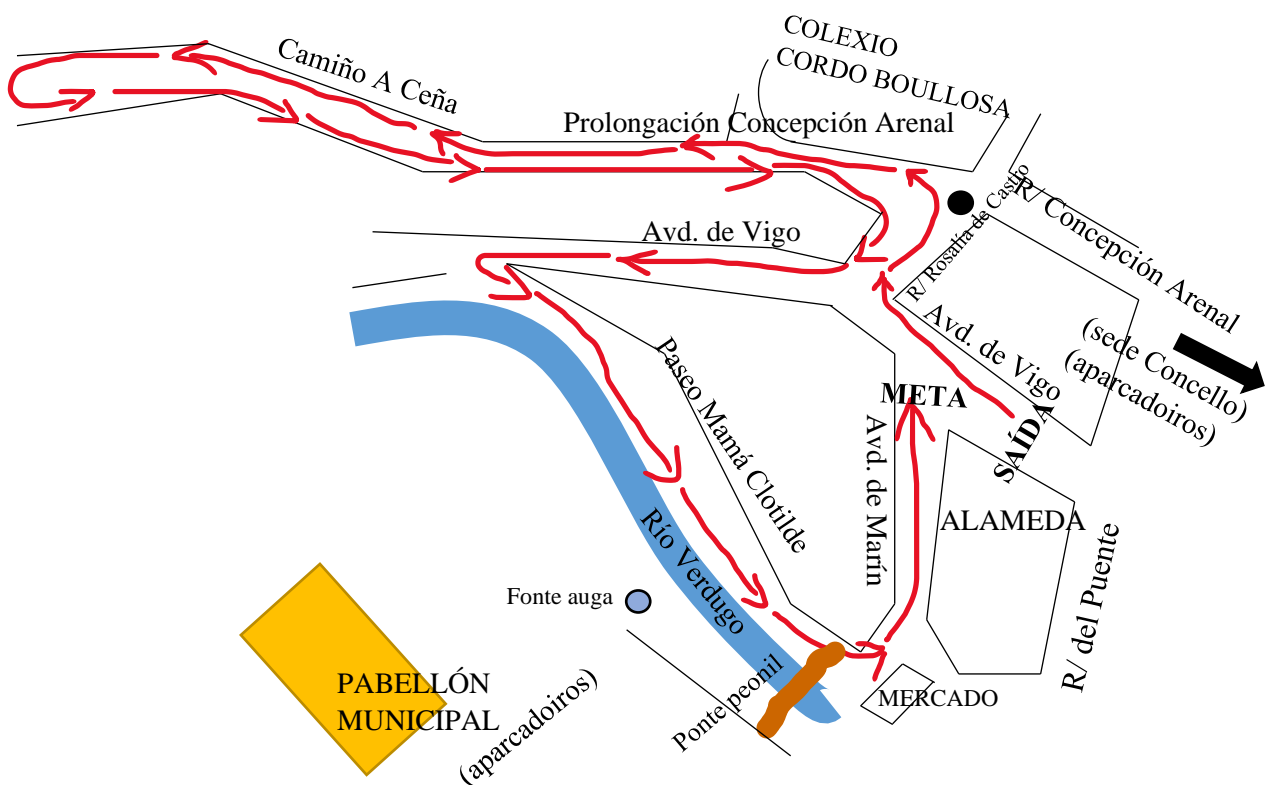 COLEXIO
CORDO BOULLOSA
Camiño A Ceña
Prolongación Concepción Arenal
R/ Concepción Arenal
R/ Rosalía de Castro
Avd. de Vigo
Avd. de Vigo
(sede Concello)
(aparcadoiros)
Paseo Mamá Clotilde
META
SAÍDA
Avd. de Marín
ALAMEDA
R/ del Puente
Río Verdugo
Fonte auga
Ponte peonil
MERCADO
PABELLÓN
MUNICIPAL
(aparcadoiros)